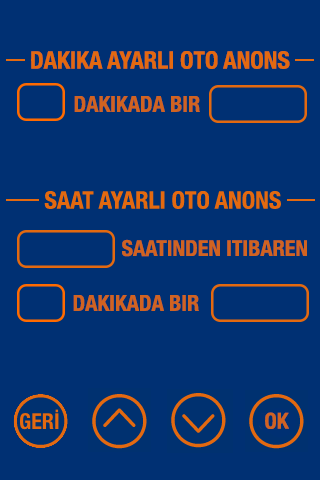 DAKIKA AYARLI OTO ANONS
DAKIKADA BIR
SAAT AYARLI OTO ANONS
SAATINDEN ITIBAREN
DAKIKADA BIR
GERİ
OK